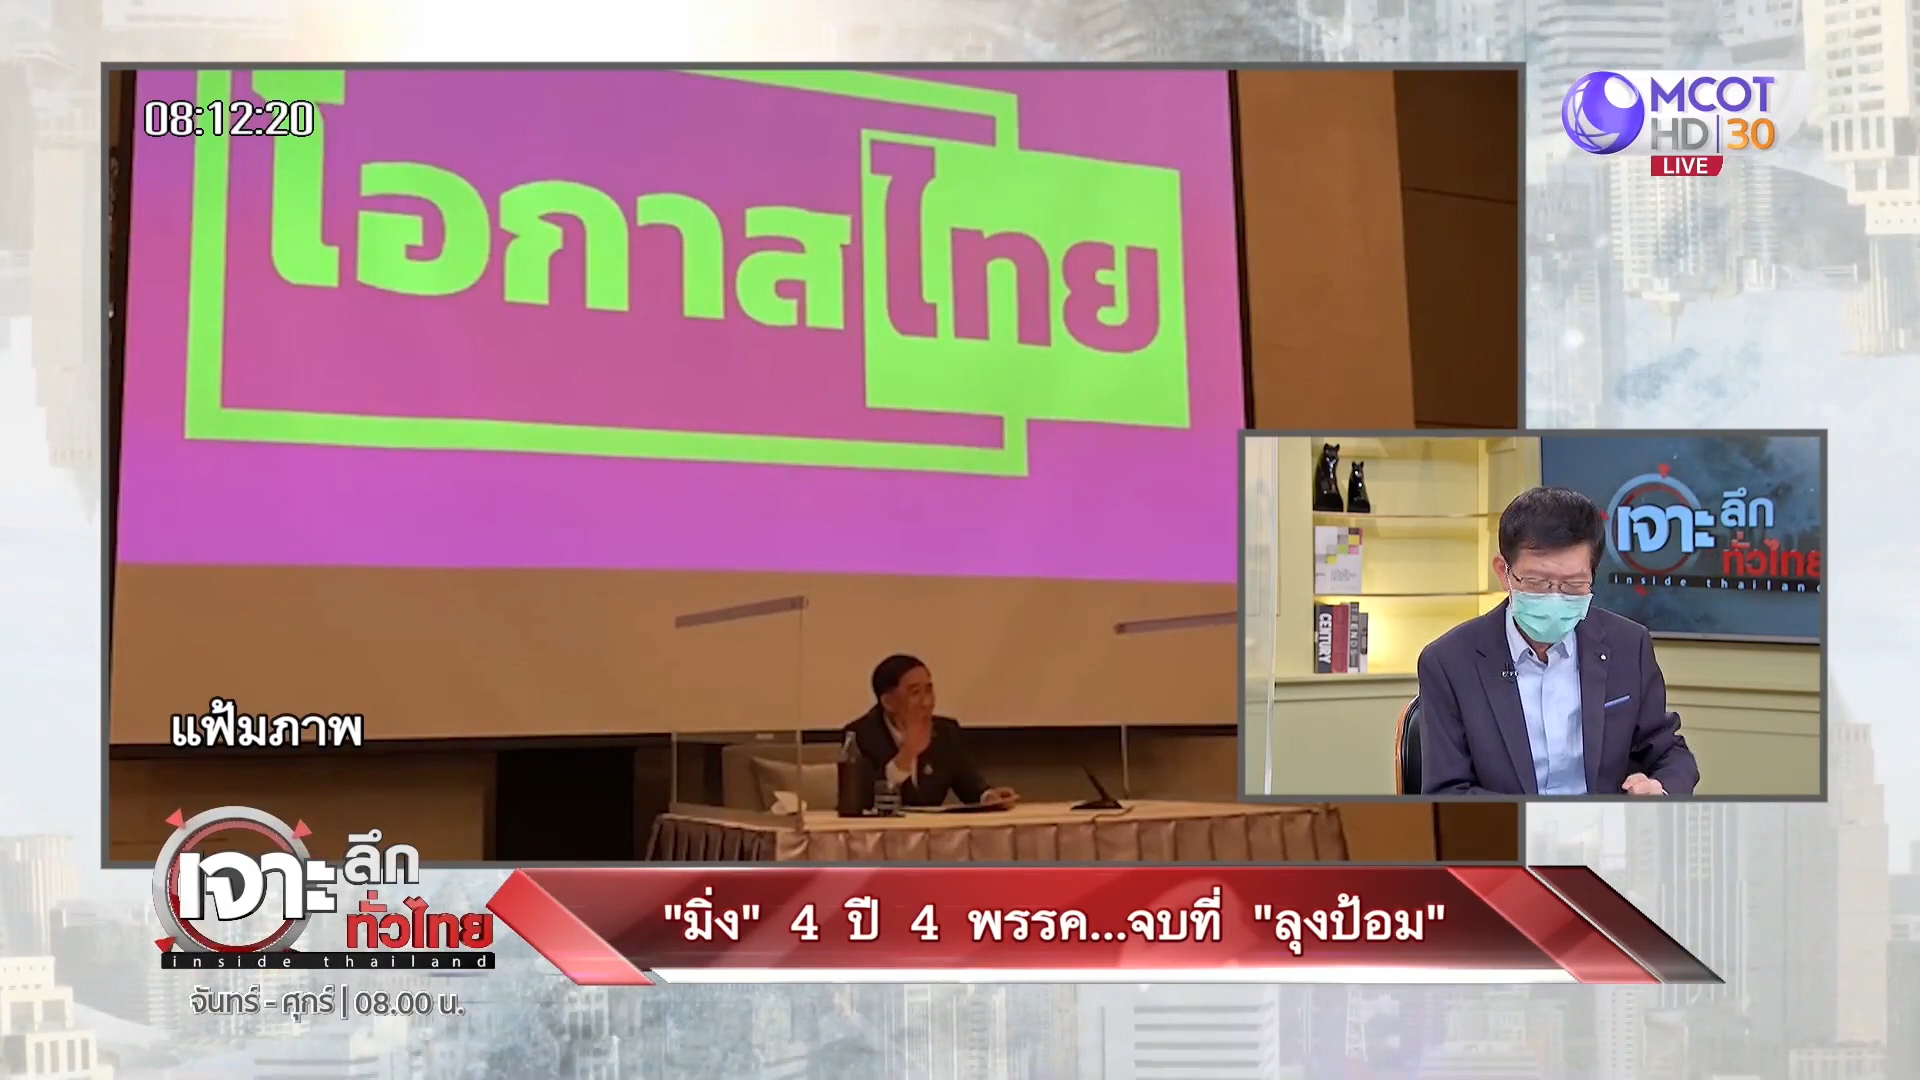 08:12:20
โอกาสไทย
MCOT
HD 30
LIVE
เจาะลึก
ทั่วไทย
inside thailand
CENTURY
แฟ้มภาพ
เจาะลึก
ทั่วไทย
inside thailand
จันทร์ - ศุกร์ | 08.00 น.
"มิ่ง" 4 ปี 4 พรรค...จบที่ "ลุงป้อม"